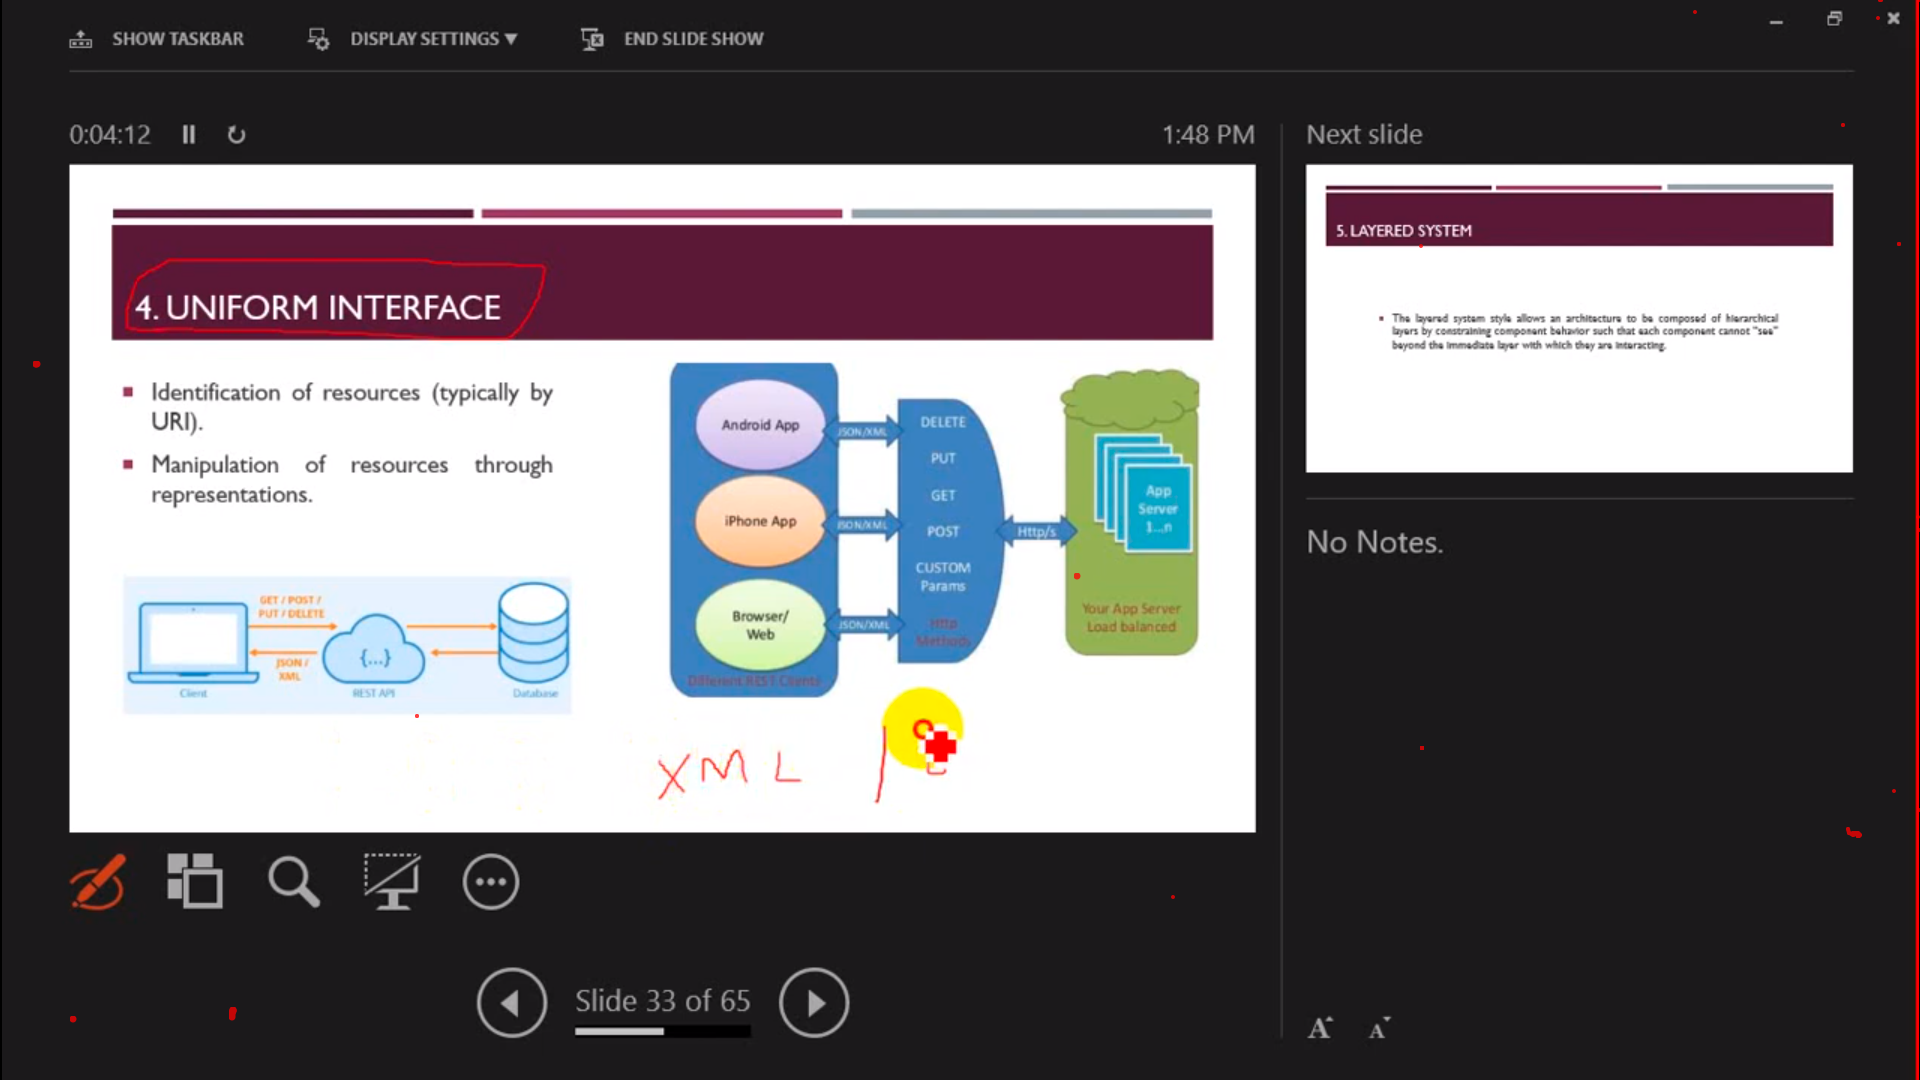 SHOW TASKBAR
DISPLAY SETTINGS ▼
END SLIDE SHOW
0:04:12
1:48 PM
Next slide
4. UNIFORM INTERFACE
Identification of resources (typically by
URI).
Manipulation of resources through
representations.
GET / POST /
PUT / DELETE
JSON /
XML
{...}
Client
REST API
Database
Android App
iPhone App
Browser/
Web
Different REST Clients
JSON/XML
JSON/XML
JSON/XML
DELETE
PUT
GET
POST
CUSTOM
Params
Http
Methods
Http/s
App
Server
1...n
Your App Server
Load balanced
XML
5. LAYERED SYSTEM
The layered system style allows an architecture to be composed of hierarchical
layers by constraining component behavior such that each component cannot "see"
beyond the immediate layer with which they are interacting.
No Notes.
Slide 33 of 65
A
A